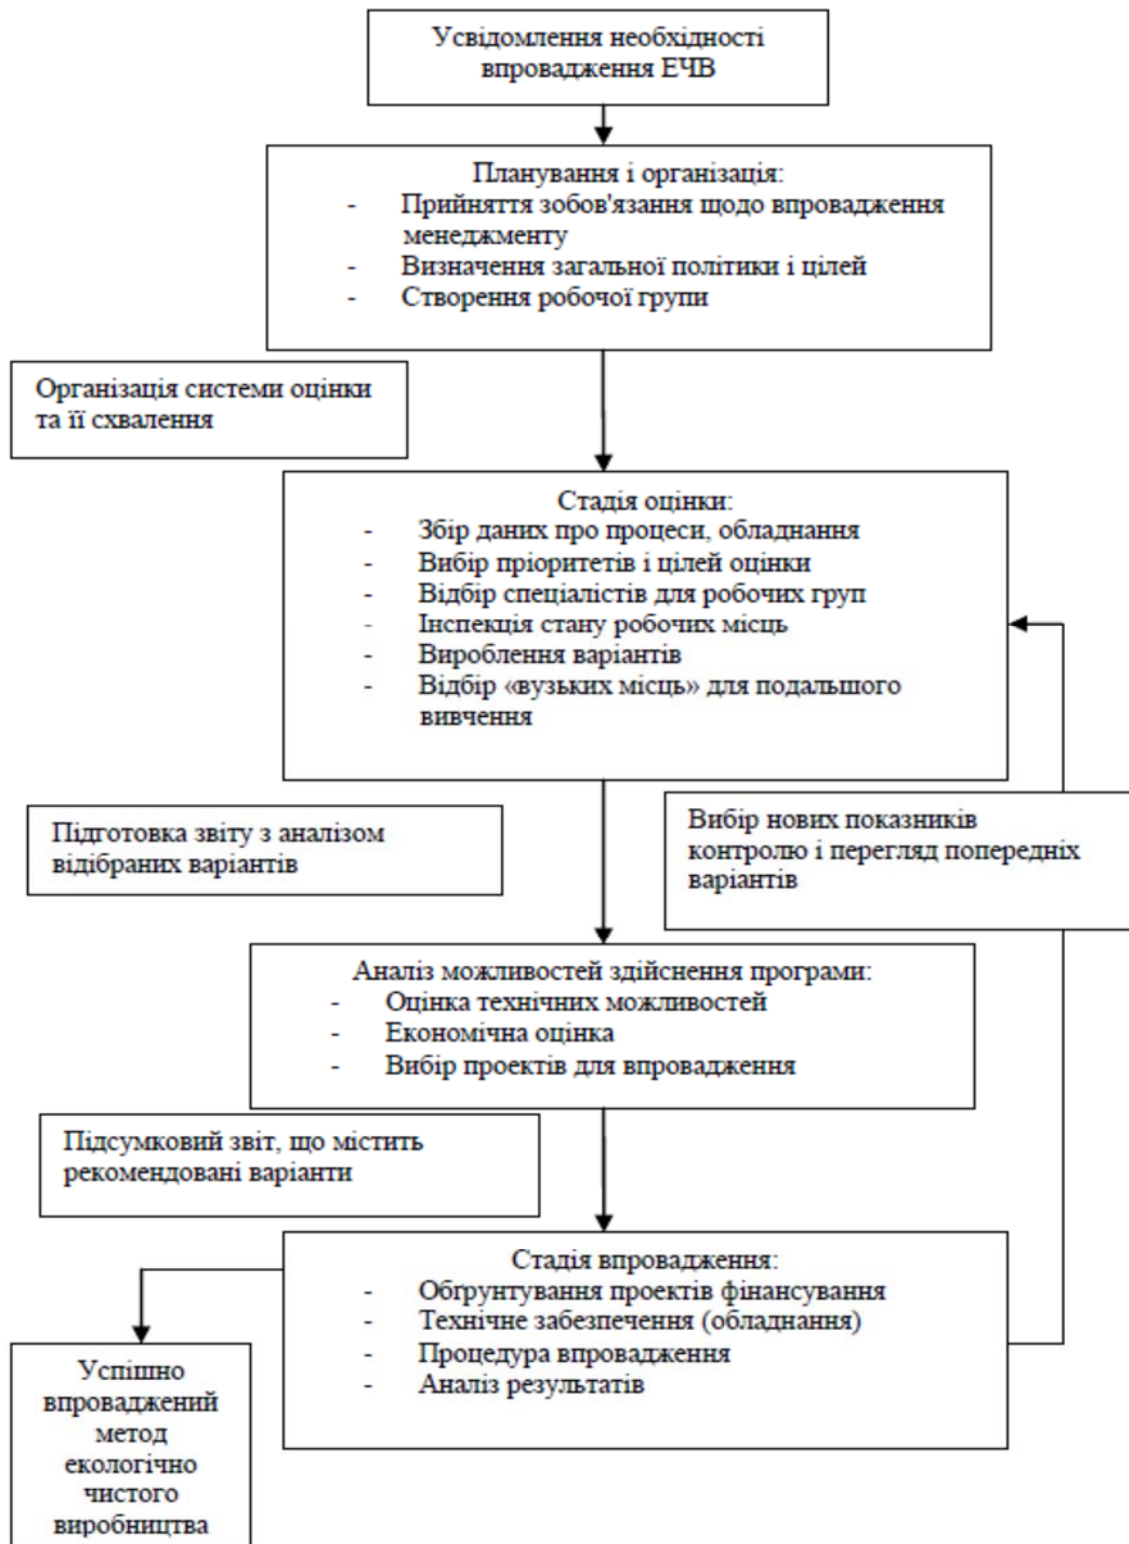 Усвідомлення необхідності
впровадження ЕЧВ
Планування і організація:
- Прийняття зобов'язання щодо впровадження
менеджменту
- Визначення загальної політики і цілей
- Створення робочої групи
Організація системи оцінки
та її схвалення
Стадія оцінки:
- Збір даних про процеси, обладнання
- Вибір пріоритетів і цілей оцінки
- Відбір спеціалістів для робочих груп
- Інспекція стану робочих місць
- Вироблення варіантів
- Відбір «вузьких місць» для подальшого
вивчення
Підготовка звіту з аналізом
відібраних варіантів
Вибір нових показників
контролю і перегляд попередніх
варіантів
Аналіз можливостей здійснення програми:
- Оцінка технічних можливостей
- Економічна оцінка
- Вибір проектів для впровадження
Підсумковий звіт, що містить
рекомендовані варіанти
Стадія впровадження:
- Обґрунтування проектів фінансування
- Технічне забезпечення (обладнання)
- Процедура впровадження
- Аналіз результатів
Успішно
впроваджений
метод
екологічно
чистого
виробництва